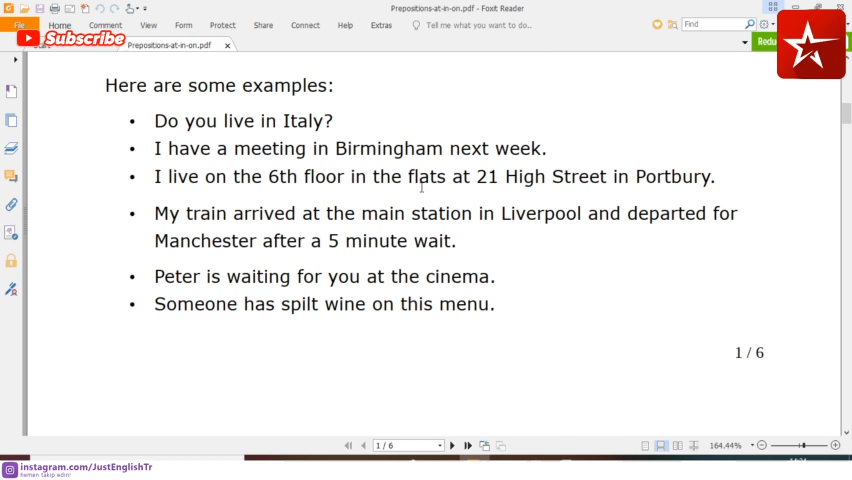 Prepositions-at-in-on.pdf - Foxit Reader
File Home Comment View Form Protect Share Help Extras Tell me what you want to do.. Find
Subscribe
Start Prepositions-at-in-on.pdf
Here are some examples:
• Do you live in Italy?
• I have a meeting in Birmingham next week.
• I live on the 6th floor in the flats at 21 High Street in Portbury.
• My train arrived at the main station in Liverpool and departed for
Manchester after a 5 minute wait.
• Peter is waiting for you at the cinema.
• Someone has spilt wine on this menu.
1 / 6
1 / 6 164.44%
instagram.com/JustEnglishTr
hemen takip edin!